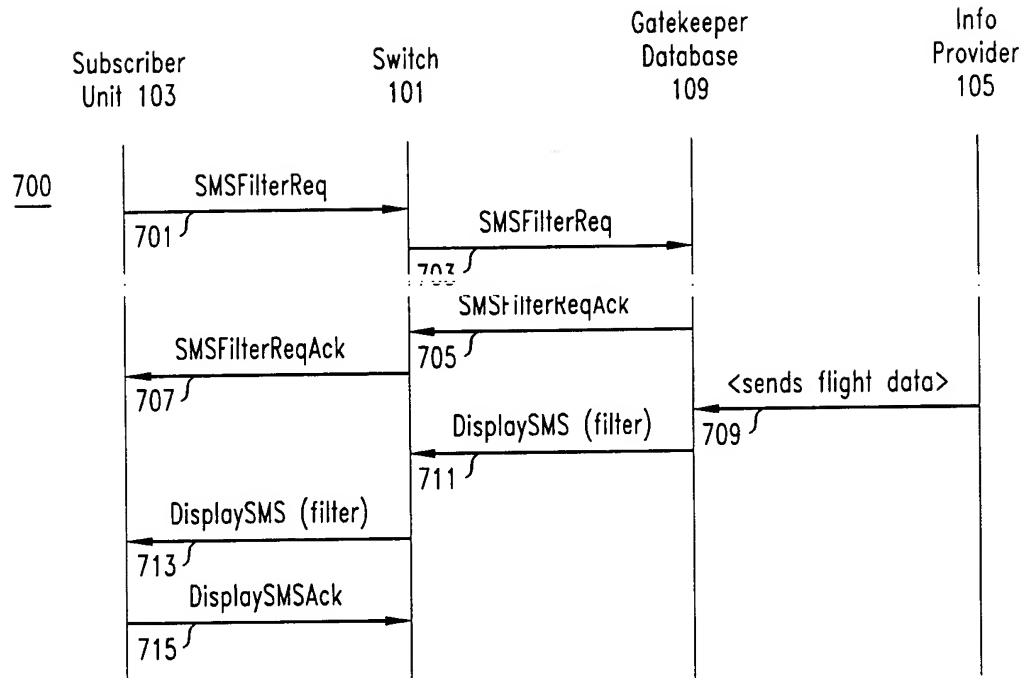 Subscriber
Unit 103
Switch
101
Gatekeeper
Database
109
Info
Provider
105
700
SMSFilterReq
701
SMSFilterReq
703
SMSFilterReqAck
705
SMSFilterReqAck
707
<sends flight data>
709
DisplaySMS (filter)
711
DisplaySMS (filter)
713
DisplaySMSAck
715